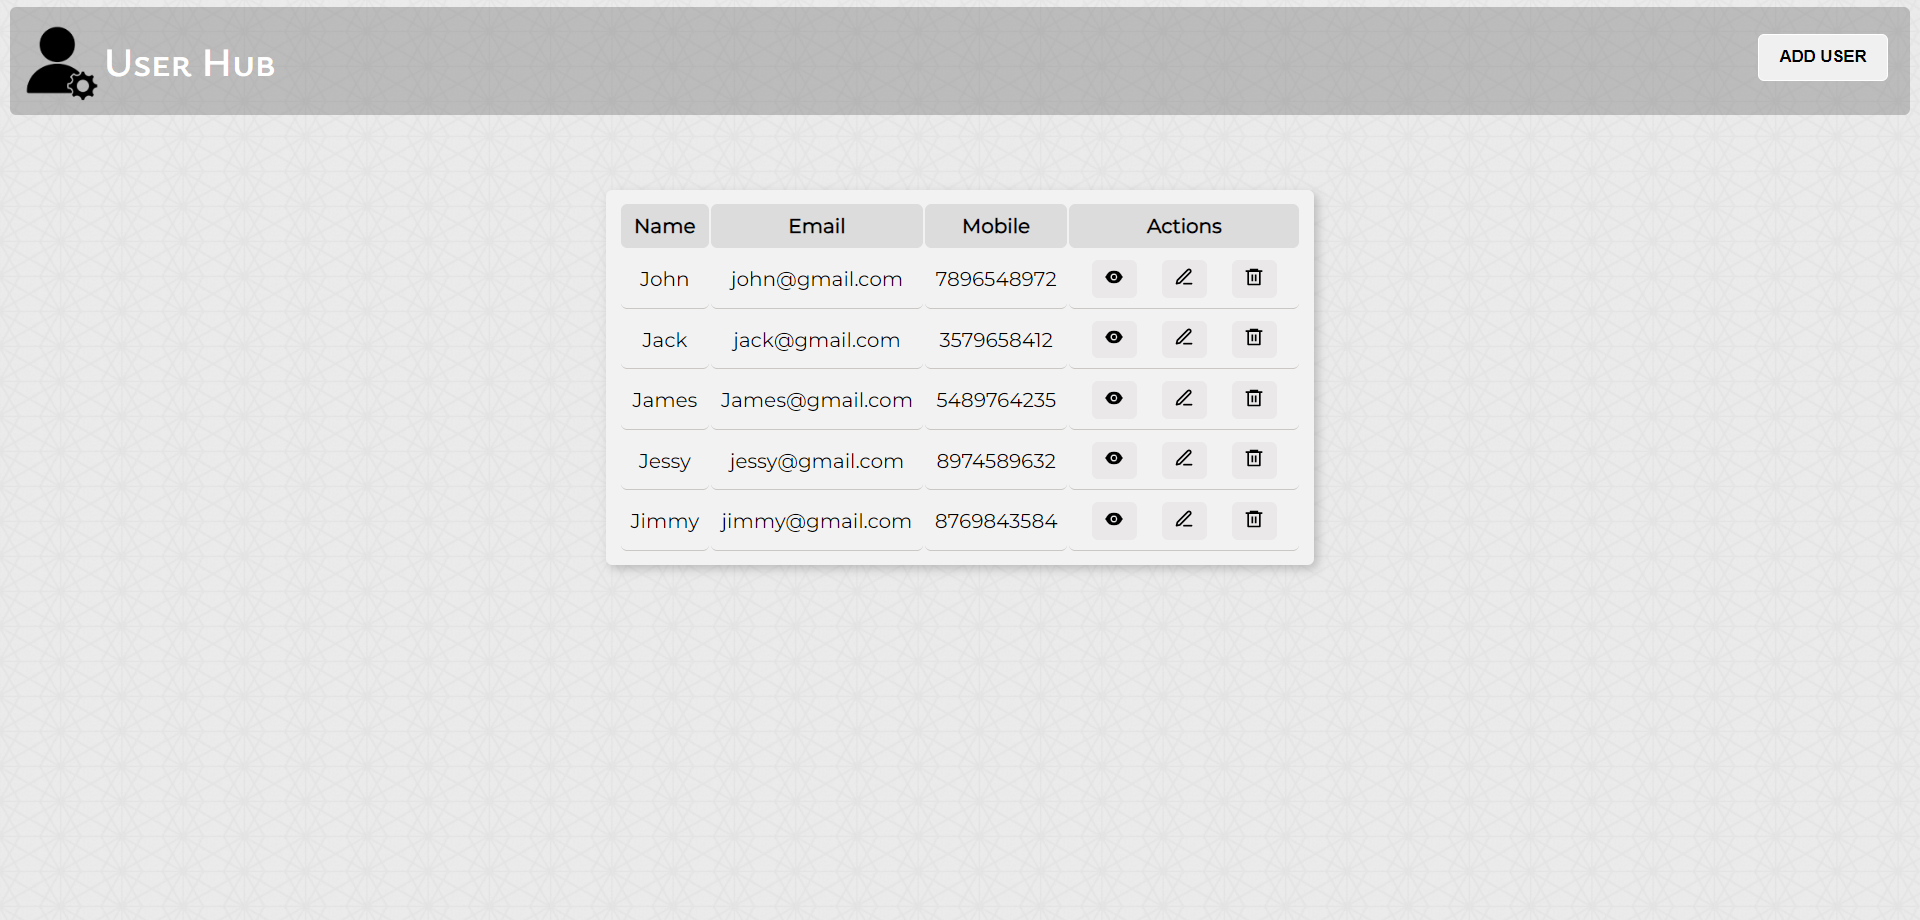 User Hub
ADD USER
Name Email Mobile Actions
John john@gmail.com 7896548972
Jack jack@gmail.com 3579658412
James James@gmail.com 5489764235
Jessy jessy@gmail.com 8974589632
Jimmy jimmy@gmail.com 8769843584